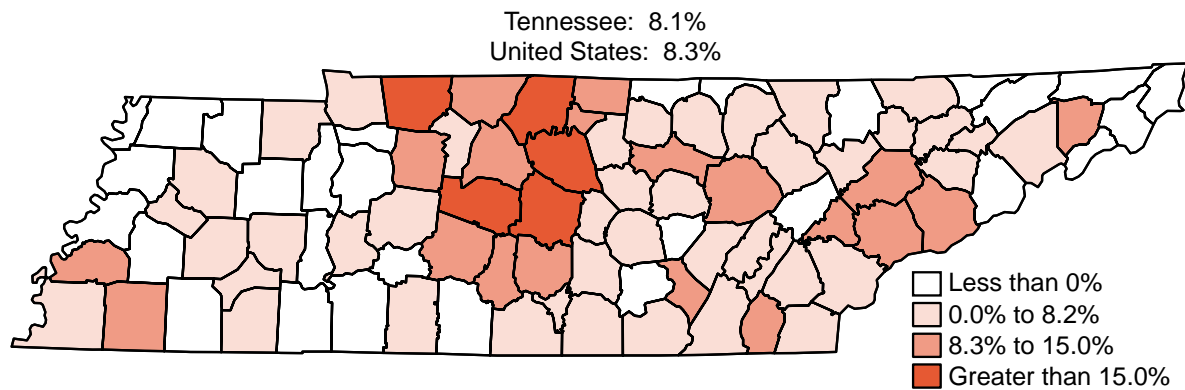 Tennessee: 8.1%
United States: 8.3%
Less than 0%
0.0% to 8.2%
8.3% to 15.0%
Greater than 15.0%